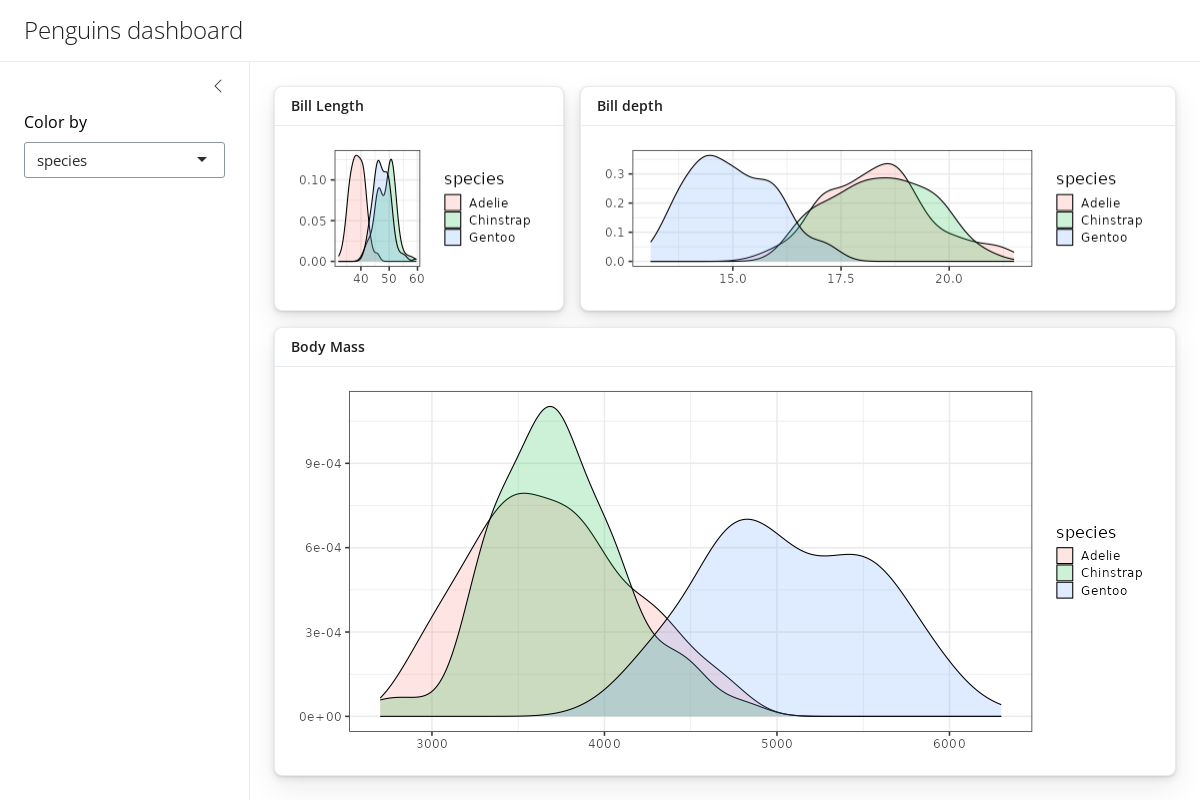 Penguins dashboard
Color by
species
Bill Length
0.10
0.05
0.00
40 50 60
species
Adelie
Chinstrap
Gentoo
Bill depth
0.3
0.2
0.1
0.0
15.0 17.5 20.0
species
Adelie
Chinstrap
Gentoo
Body Mass
9e-04
6e-04
3e-04
0e+00
3000 4000 5000 6000
species
Adelie
Chinstrap
Gentoo